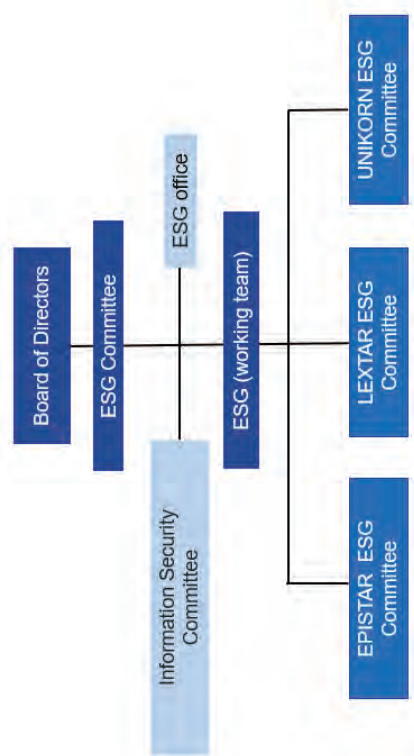 Board of Directors
ESG Committee
Information Security
Committee
ESG office
ESG (working team)
EPISTAR ESG
Committee
LEXTAR ESG
Committee
UNIKORN ESG
Committee